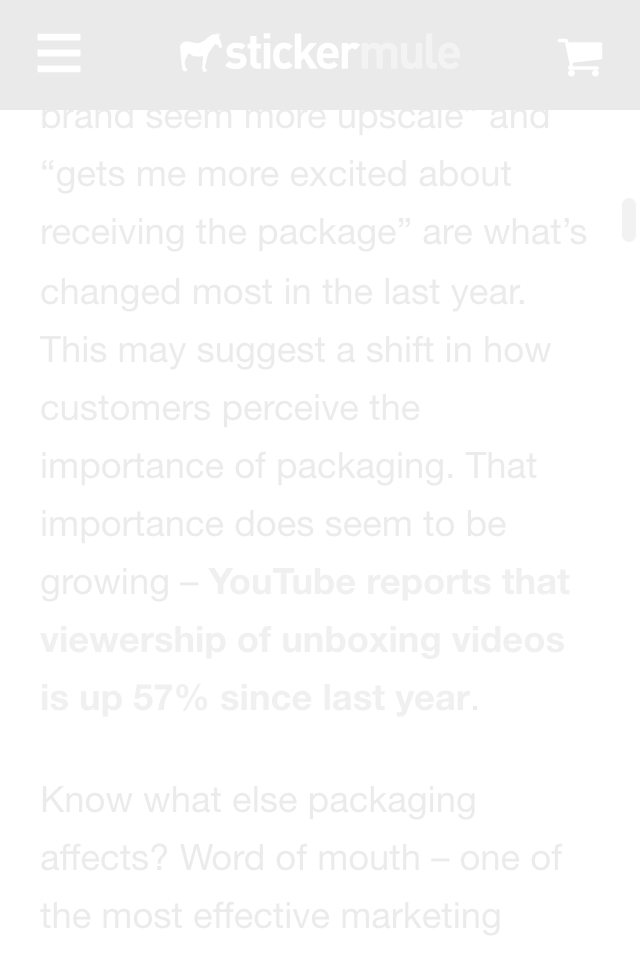 stickermule
brand seem more upscale” and
“gets me more excited about
receiving the package” are what’s
changed most in the last year.
This may suggest a shift in how
customers perceive the
importance of packaging. That
importance does seem to be
growing – YouTube reports that
viewership of unboxing videos
is up 57% since last year.
Know what else packaging
affects? Word of mouth – one of
the most effective marketing